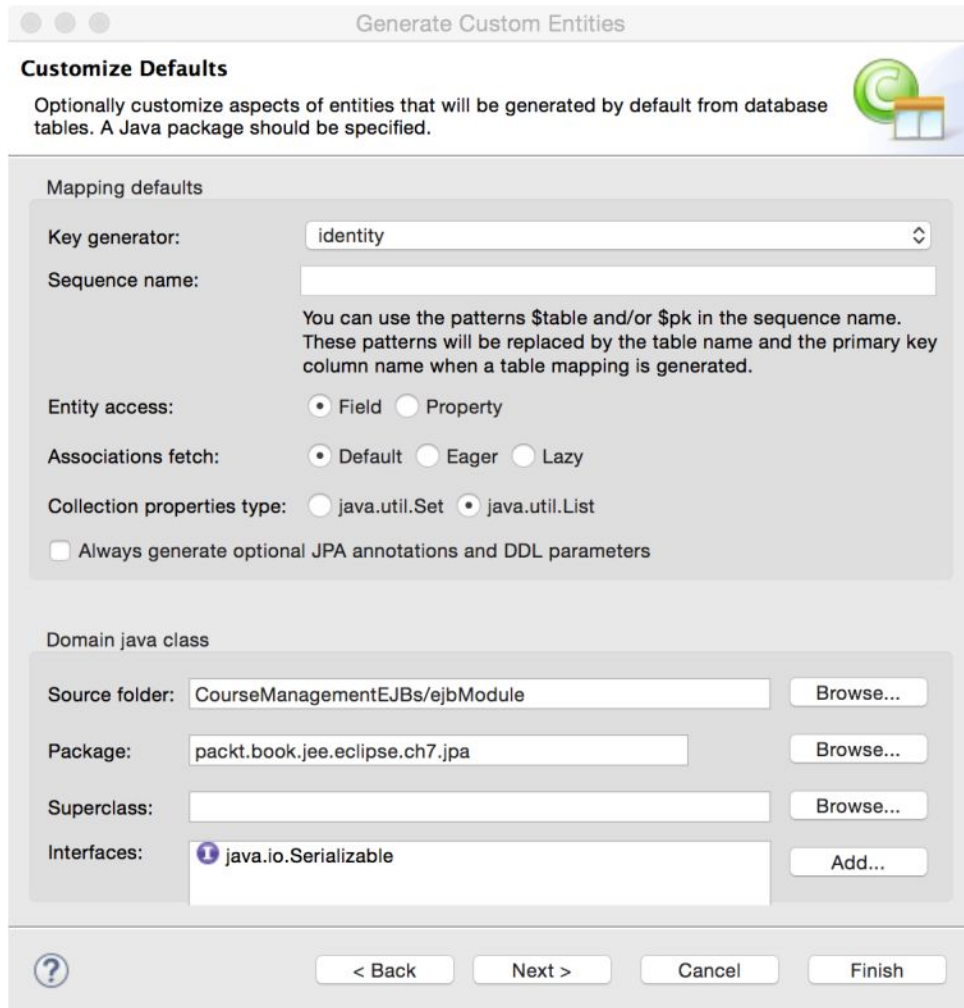 Generate Custom Entities
Customize Defaults
Optionally customize aspects of entities that will be generated by default from database
tables. A Java package should be specified.
C
Mapping defaults
Key generator: identity
Sequence name:
You can use the patterns $table and/or $pk in the sequence name.
These patterns will be replaced by the table name and the primary key
column name when a table mapping is generated.
Entity access: Field Property
Associations fetch: Default Eager Lazy
Collection properties type: java.util.Set java.util.List
Always generate optional JPA annotations and DDL parameters
Domain java class
Source folder: CourseManagementEJBs/ejbModule Browse...
Package: packt.book.jee.eclipse.ch7.jpa Browse...
Superclass: Browse...
Interfaces: I java.io.Serializable Add...
? < Back Next > Cancel Finish